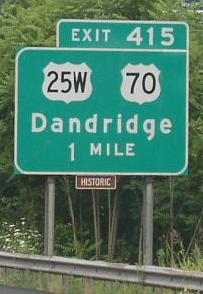 EXIT 415
25W 70
Dandridge
1 MILE
HISTORIC